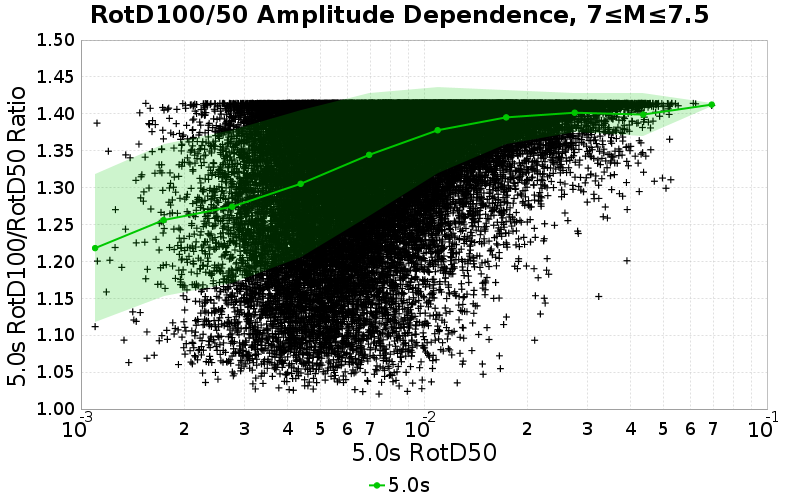 RotD100/50 Amplitude Dependence, 7≤M≤7.5
5.0s RotD100/RotD50 Ratio
1.50
1.45
1.40
1.35
1.30
1.25
1.20
1.15
1.10
1.05
1.00
10-3 2 3 4 5 6 7 10-2 2 3 4 5 6 7 10-1
5.0s RotD50
5.0s